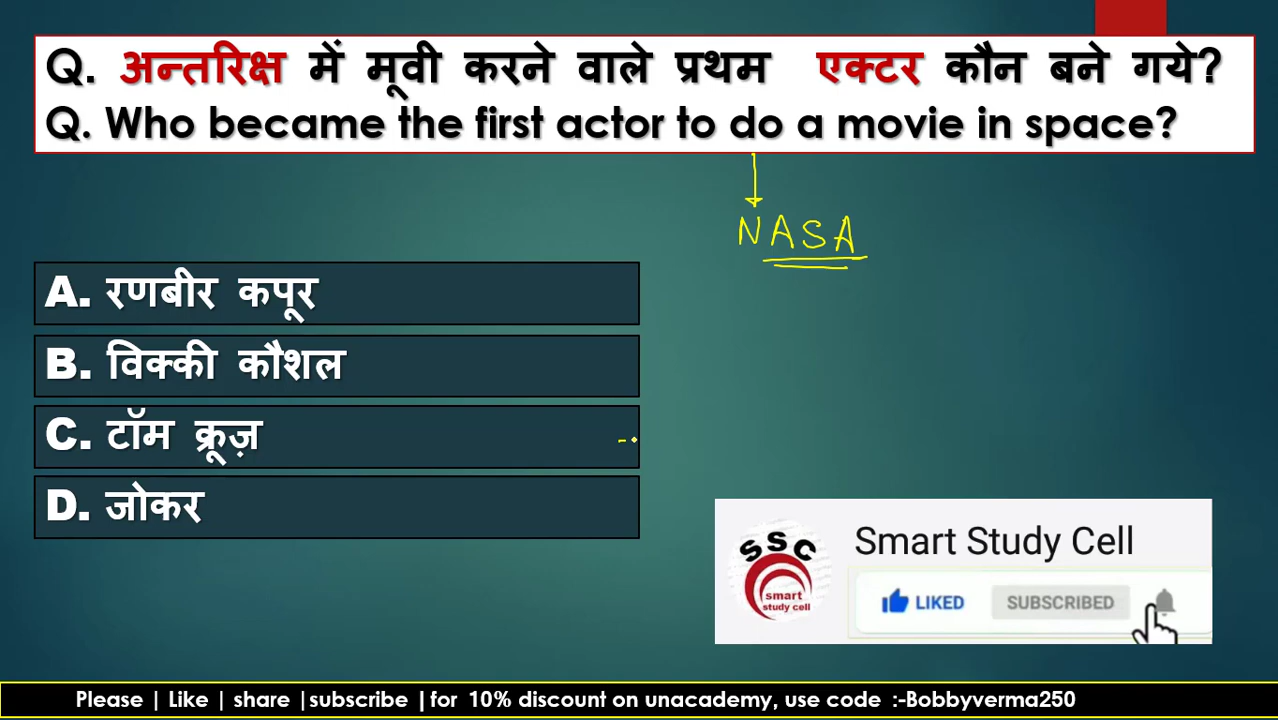 Q. अन्तरिक्ष में मूवी करने वाले प्रथम एक्टर कौन बने गये?
Q. Who became the first actor to do a movie in space?
NASA
A. रणबीर कपूर
B. विक्की कौशल
C. टॉम क्रूज़
D. जोकर
SSC
smart
study cell
Smart Study Cell
LIKED SUBSCRIBED
Please | Like | share |subscribe | for 10% discount on unacademy, use code :-Bobbyverma250